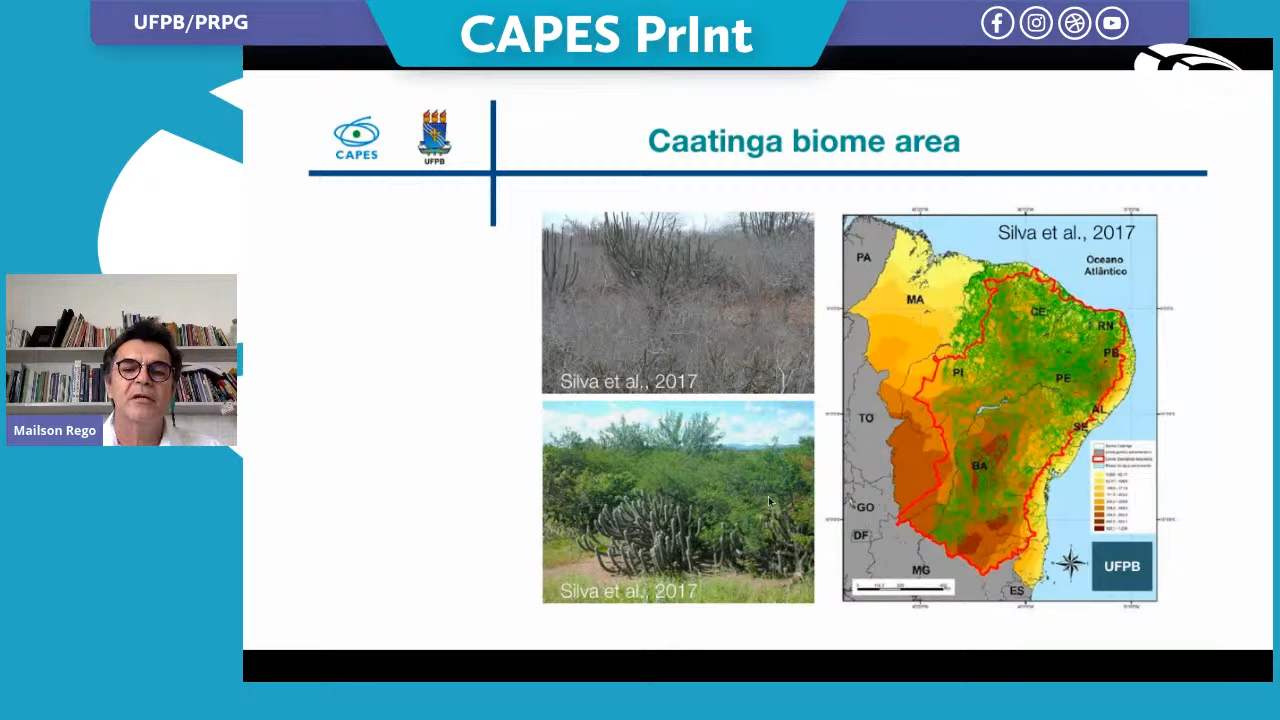 UFPB/PRPG
CAPES PrInt
CAPES
UFPB
Caatinga biome area
Mailson Rego
Silva et al., 2017
Silva et al., 2017
Silva et al., 2017
Oceano
Atlântico
PA
MA
CE
RN
PB
PI
PE
AL
SE
TO
BA
GO
DF
MG
ES
UFPB